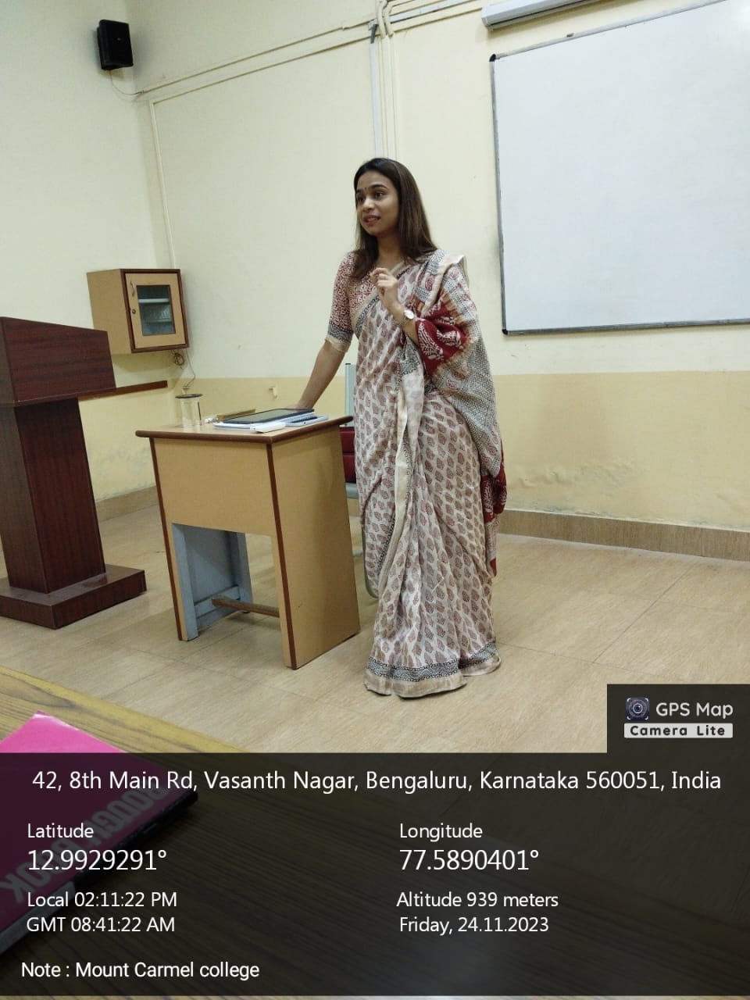 GPS Map
Camera Lite
42, 8th Main Rd, Vasanth Nagar, Bengaluru, Karnataka 560051, India
Latitude
12.9929291°
Longitude
77.5890401°
Local 02:11:22 PM
GMT 08:41:22 AM
Altitude 939 meters
Friday, 24.11.2023
Note : Mount Carmel college